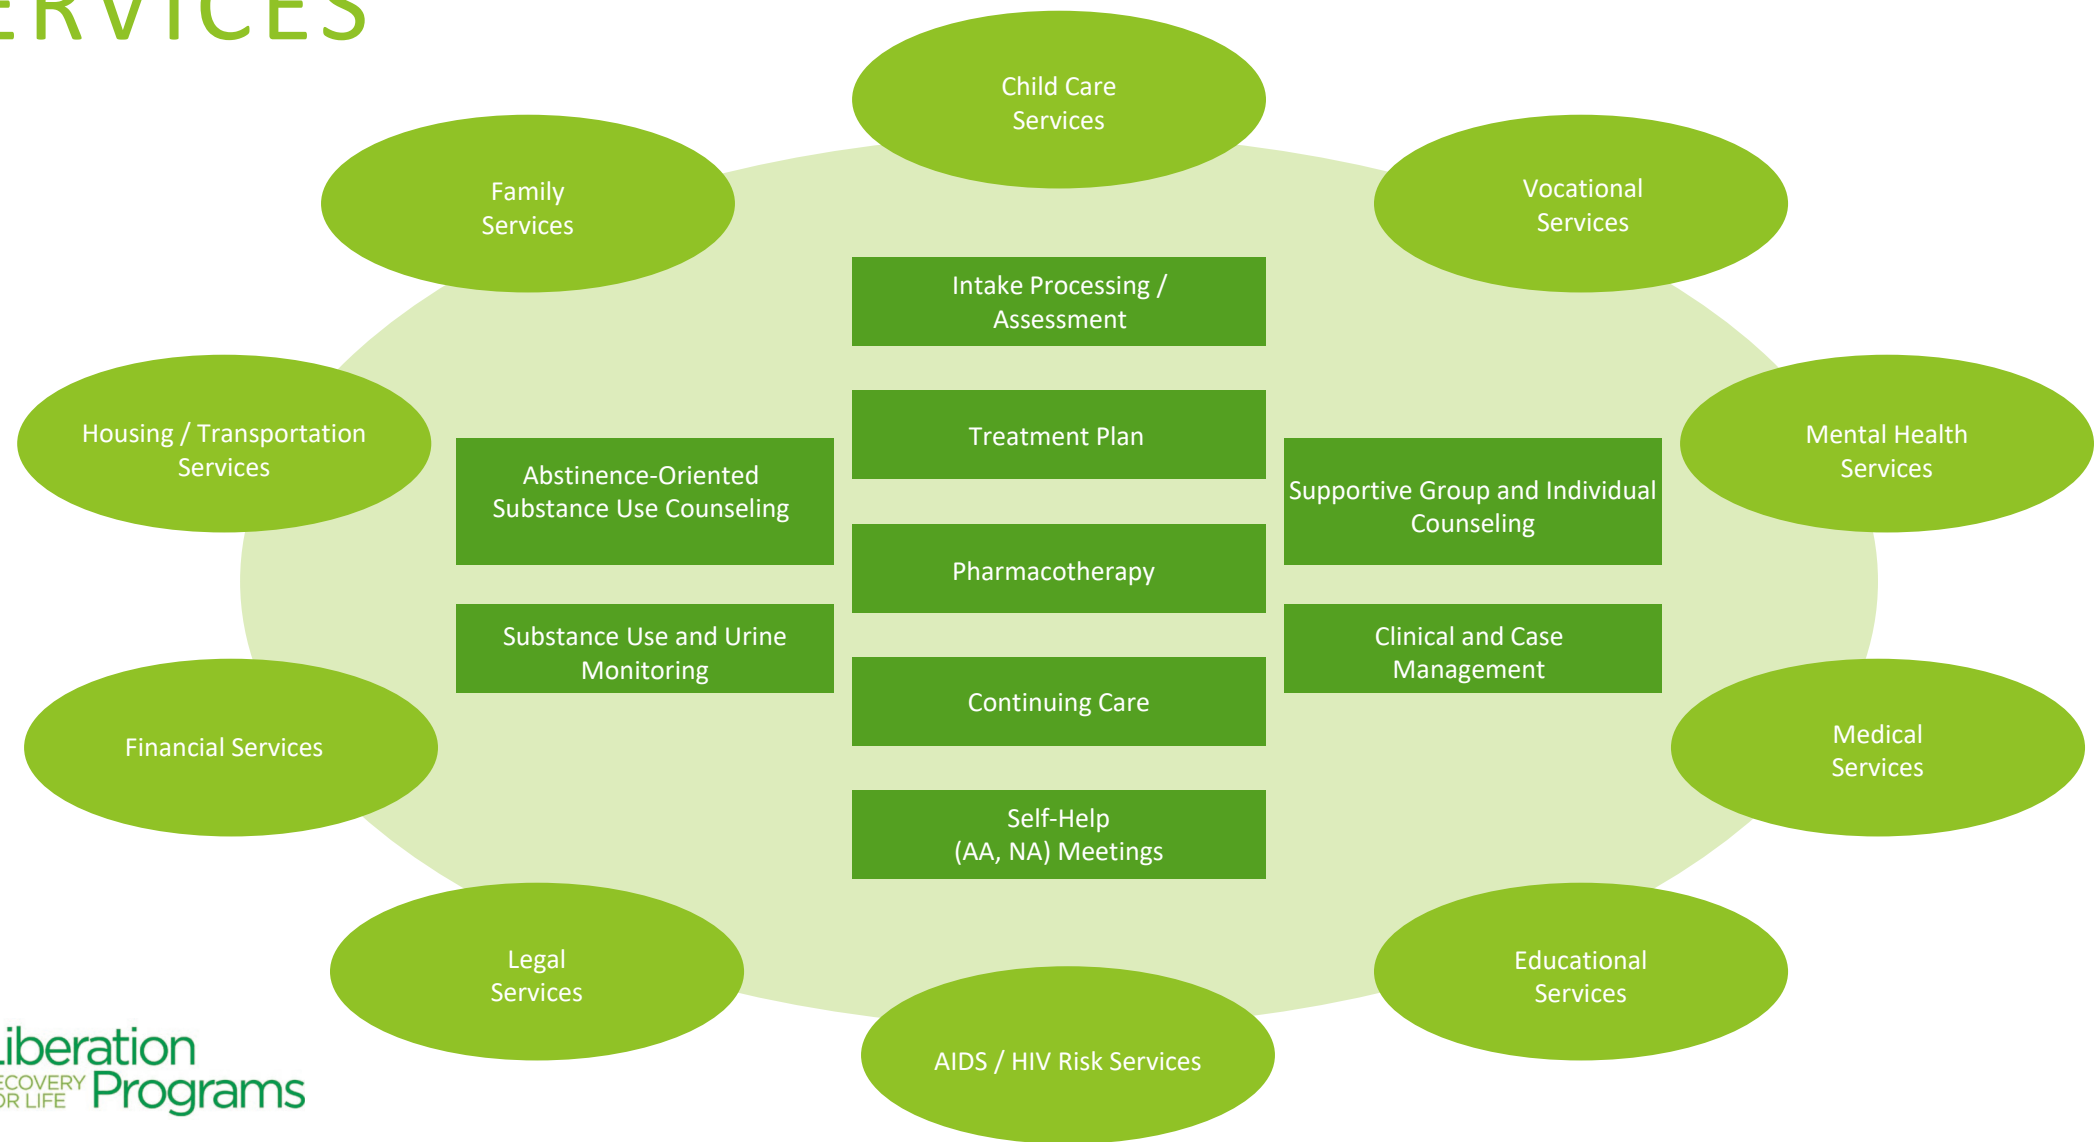 ERVICES
Child Care
Services
Family
Services
Vocational
Services
Intake Processing /
Assessment
Housing / Transportation
Services
Treatment Plan
Mental Health
Services
Abstinence-Oriented
Substance Use Counseling
Supportive Group and Individual
Counseling
Pharmacotherapy
Substance Use and Urine
Monitoring
Clinical and Case
Management
Continuing Care
Financial Services
Medical
Services
Self-Help
(AA, NA) Meetings
Legal
Services
Educational
Services
AIDS / HIV Risk Services
Liberation
RECOVERY
FOR LIFE
Programs